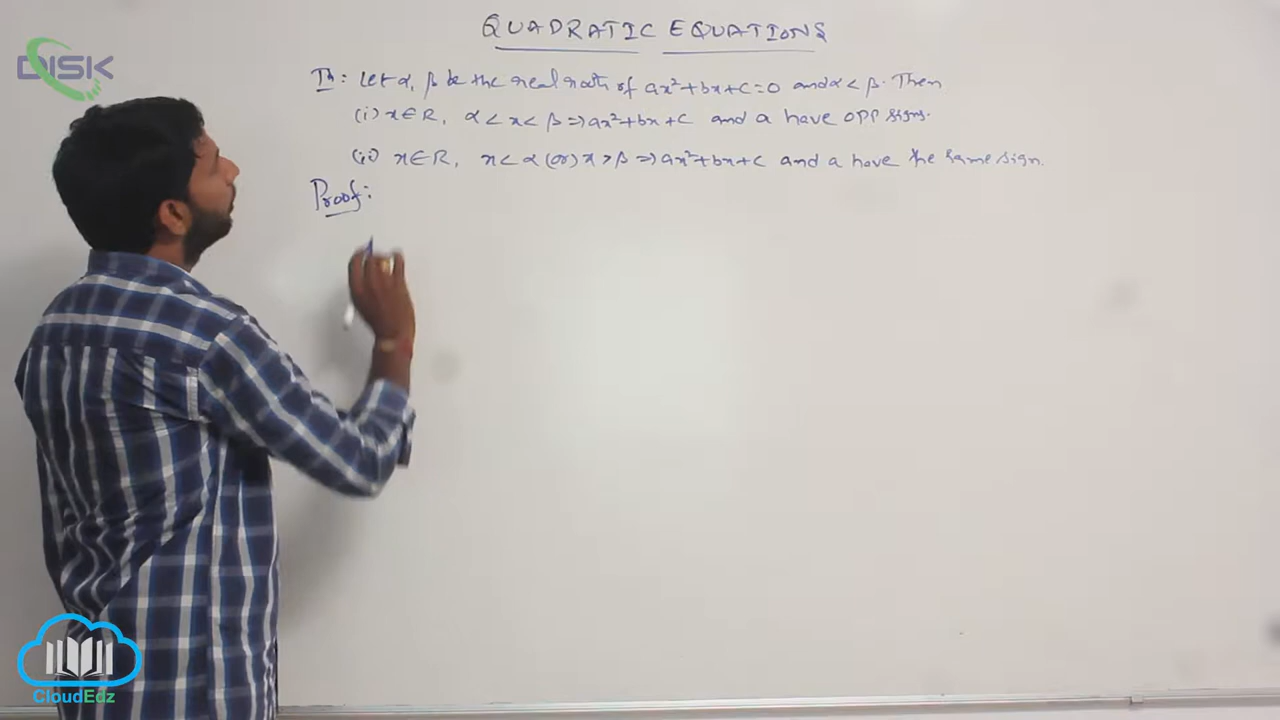 QUADRATIC EQUATIONS
DISK
Th: Let α, β be the real roots of ax²+bx+c=0 and α<β. Then
(i) x∈R, α<x<β ⇒ ax²+bx+c and a have opp signs.
(ii) x∈R, x<α (or) x>β ⇒ ax²+bx+c and a have the same sign.
Proof:
CloudEdz